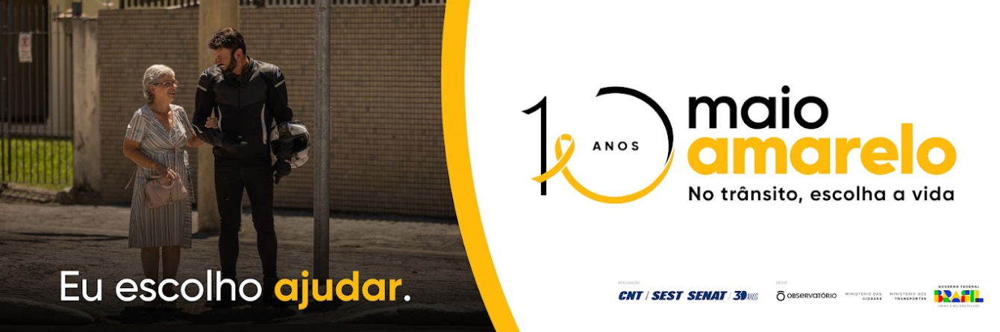 Eu escolho ajudar.
10 ANOS
maio
amarelo
No trânsito, escolha a vida
REALIZAÇÃO
CNT / SEST SENAT / 30 ANOS
APOIO
OBSERVATÓRIO
MINISTÉRIO DAS
CIDADES
MINISTÉRIO DOS
TRANSPORTES
GOVERNO FEDERAL
BRASIL
UNIÃO E RECONSTRUÇÃO